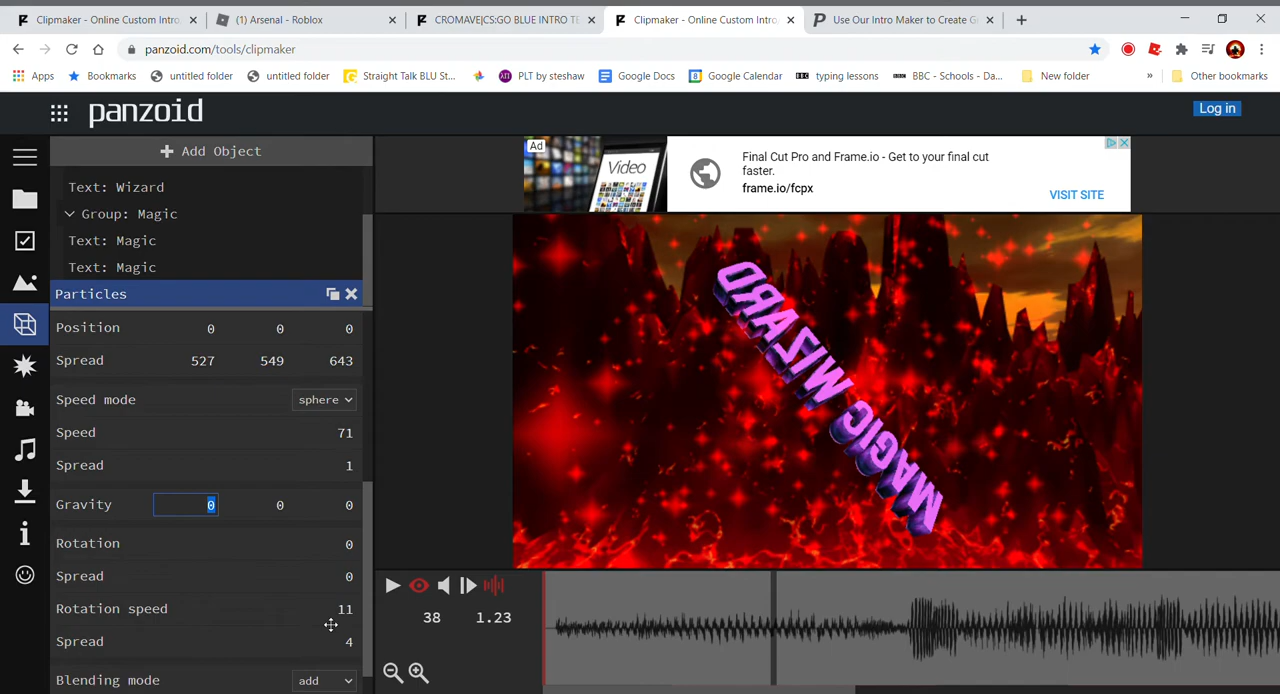 Clipmaker - Online Custom Intro
(1) Arsenal - Roblox
CROMAVE|CS:GO BLUE INTRO TE
Clipmaker - Online Custom Intro
Use Our Intro Maker to Create G
panzoid.com/tools/clipmaker
Apps
Bookmarks
untitled folder
untitled folder
Straight Talk BLU St...
PLT by steshaw
Google Docs
Google Calendar
BBC typing lessons
BBC - Schools - Da...
New folder
»
Other bookmarks
panzoid
Log in
+ Add Object
Text: Wizard
Group: Magic
Text: Magic
Text: Magic
Particles
Position 0 0 0
Spread 527 549 643
Speed mode sphere
Speed 71
Spread 1
Gravity 0 0 0
Rotation 0
Spread 0
Rotation speed 11
Spread 4
Blending mode add
Ad
Video
Final Cut Pro and Frame.io - Get to your final cut
faster.
frame.io/fcpx
VISIT SITE
MAGIC WIZARD
38 1.23